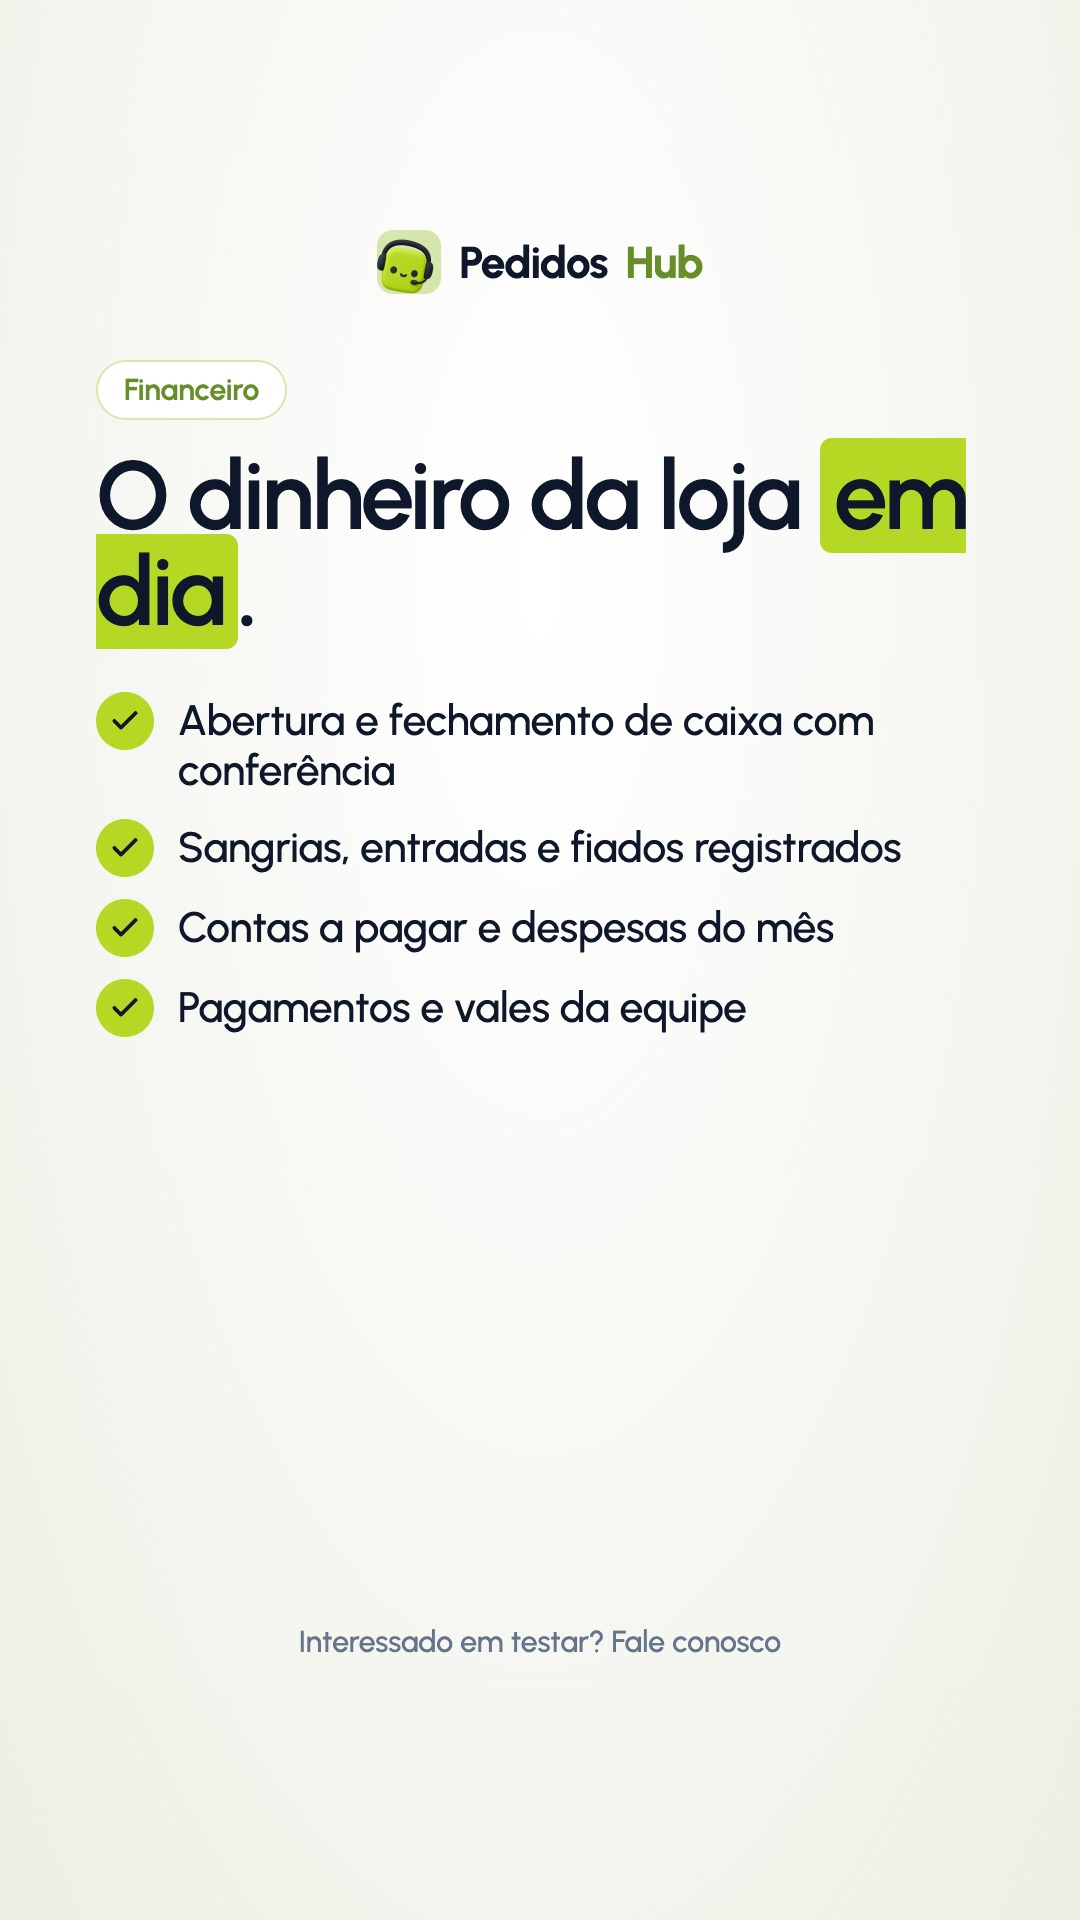 Pedidos Hub
Financeiro
O dinheiro da loja em
dia.
Abertura e fechamento de caixa com
conferência
Sangrias, entradas e fiados registrados
Contas a pagar e despesas do mês
Pagamentos e vales da equipe
Interessado em testar? Fale conosco